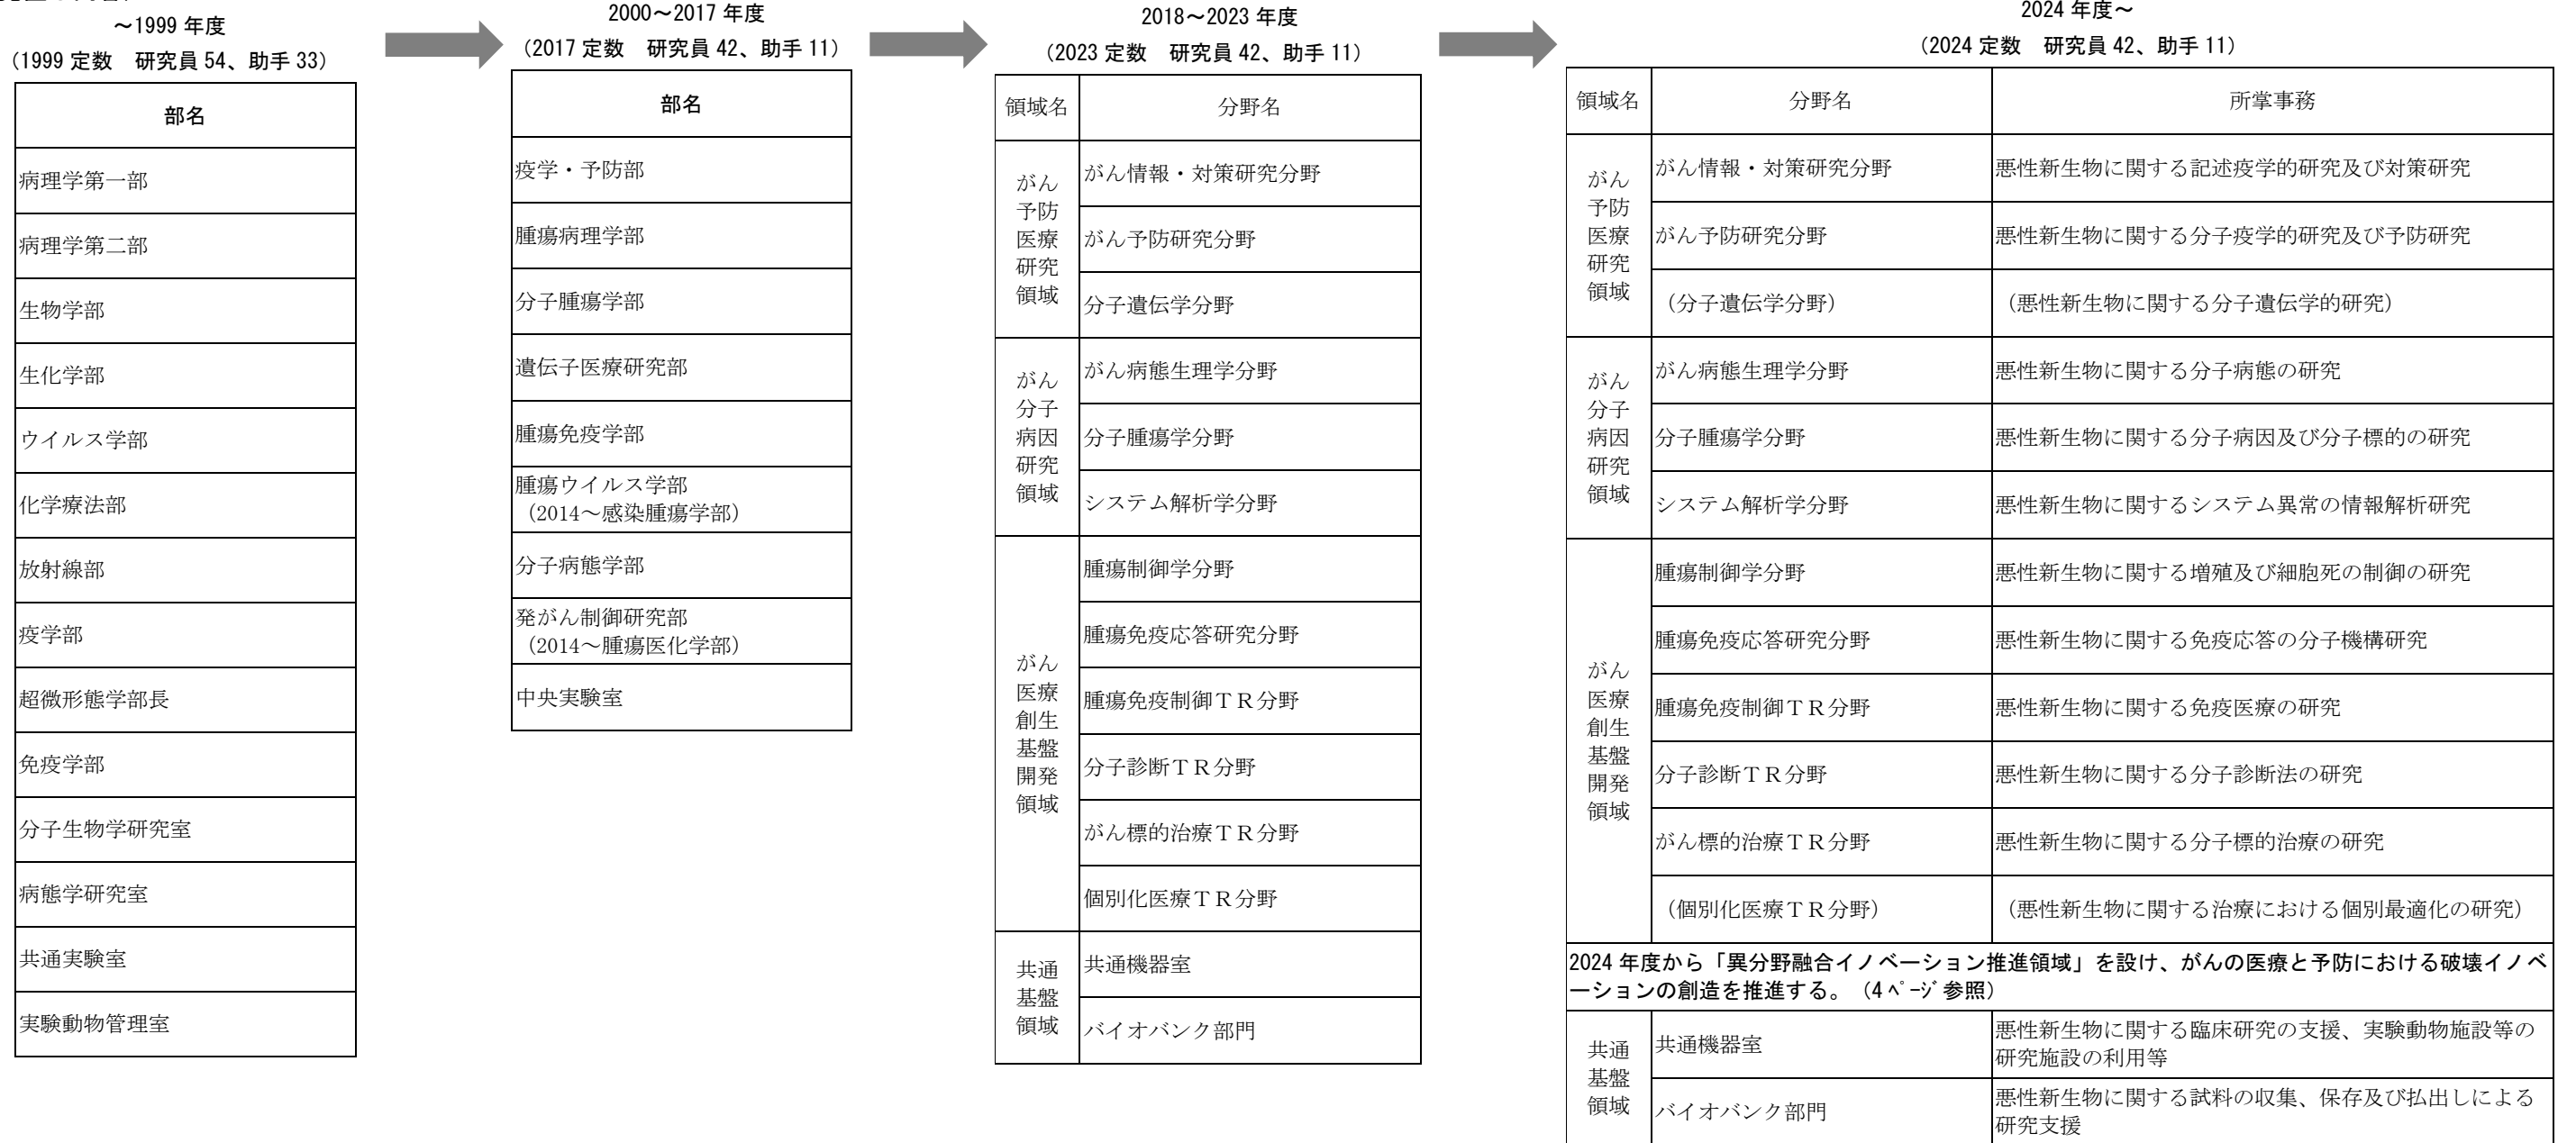 ～1999 年度
（1999 定数　研究員 54、助手 33）
部名
病理学第一部
病理学第二部
生物学部
生化学部
ウイルス学部
化学療法部
放射線部
疫学部
超微形態学部長
免疫学部
分子生物学研究室
病態学研究室
共通実験室
実験動物管理室
2000～2017 年度
（2017 定数　研究員 42、助手 11）
部名
疫学・予防部
腫瘍病理学部
分子腫瘍学部
遺伝子医療研究部
腫瘍免疫学部
腫瘍ウイルス学部
（2014～感染腫瘍学部）
分子病態学部
発がん制御研究部
（2014～腫瘍医化学部）
中央実験室
2018～2023 年度
（2023 定数　研究員 42、助手 11）
領域名　分野名
がん
予防
医療
研究
領域
がん情報・対策研究分野
がん予防研究分野
分子遺伝学分野
がん
分子
病因
研究
領域
がん病態生理学分野
分子腫瘍学分野
システム解析学分野
がん
医療
創生
基盤
開発
領域
腫瘍制御学分野
腫瘍免疫応答研究分野
腫瘍免疫制御ＴＲ分野
分子診断ＴＲ分野
がん標的治療ＴＲ分野
個別化医療ＴＲ分野
共通
基盤
領域
共通機器室
バイオバンク部門
2024 年度～
（2024 定数　研究員 42、助手 11）
領域名　分野名　所掌事務
がん
予防
医療
研究
領域
がん情報・対策研究分野　悪性新生物に関する記述疫学的研究及び対策研究
がん予防研究分野　悪性新生物に関する分子疫学的研究及び予防研究
（分子遺伝学分野）　（悪性新生物に関する分子遺伝学的研究）
がん
分子
病因
研究
領域
がん病態生理学分野　悪性新生物に関する分子病態の研究
分子腫瘍学分野　悪性新生物に関する分子病因及び分子標的の研究
システム解析学分野　悪性新生物に関するシステム異常の情報解析研究
がん
医療
創生
基盤
開発
領域
腫瘍制御学分野　悪性新生物に関する増殖及び細胞死の制御の研究
腫瘍免疫応答研究分野　悪性新生物に関する免疫応答の分子機構研究
腫瘍免疫制御ＴＲ分野　悪性新生物に関する免疫医療の研究
分子診断ＴＲ分野　悪性新生物に関する分子診断法の研究
がん標的治療ＴＲ分野　悪性新生物に関する分子標的治療の研究
（個別化医療ＴＲ分野）　（悪性新生物に関する治療における個別最適化の研究）
2024 年度から「異分野融合イノベーション推進領域」を設け、がんの医療と予防における破壊イノベ
ーションの創造を推進する。（4ﾍﾟｰｼﾞ参照）
共通
基盤
領域
共通機器室　悪性新生物に関する臨床研究の支援、実験動物施設等の
研究施設の利用等
バイオバンク部門　悪性新生物に関する試料の収集、保存及び払出しによる
研究支援